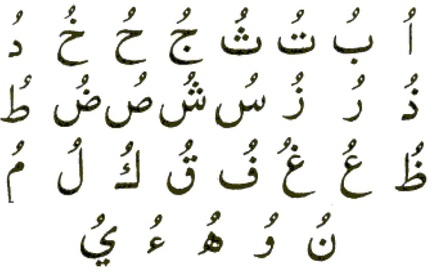 اُ بُ تُ ثُ جُ حُ خُ دُ
ذُ رُ زُ سُ شُ صُ ضُ طُ
ظُ عُ غُ فُ قُ كُ لُ مُ
نُ وُ هُ ءُ يُ